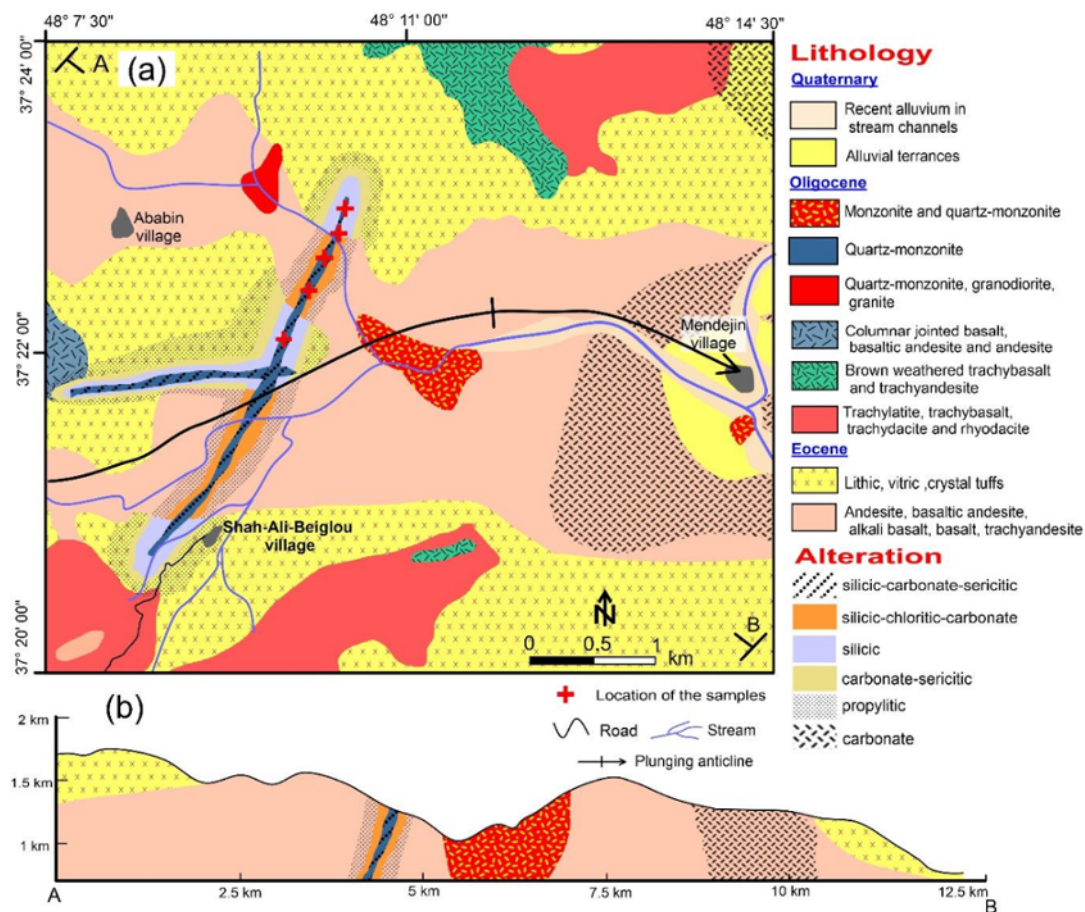 48° 7' 30"
48° 11' 00"
48° 14' 30"
37° 24' 00"
37° 22' 00"
37° 20' 00"
A
(a)
Ababin
village
Mendejin
village
Shah-Ali-Beiglou
village
N
B
0 0.5 1
km
Lithology
Quaternary
Recent alluvium in
stream channels
Alluvial terrances
Oligocene
Monzonite and quartz-monzonite
Quartz-monzonite
Quartz-monzonite, granodiorite,
granite
Columnar jointed basalt,
basaltic andesite and andesite
Brown weathered trachybasalt
and trachyandesite
Trachylatite, trachybasalt,
trachydacite and rhyodacite
Eocene
Lithic, vitric ,crystal tuffs
Andesite, basaltic andesite,
alkali basalt, basalt, trachyandesite
Alteration
silicic-carbonate-sericitic
silicic-chloritic-carbonate
silicic
carbonate-sericitic
propylitic
carbonate
Location of the samples
Road
Stream
Plunging anticline
(b)
2 km
1.5 km
1 km
A
2.5 km
5 km
7.5 km
10 km
12.5 km
B